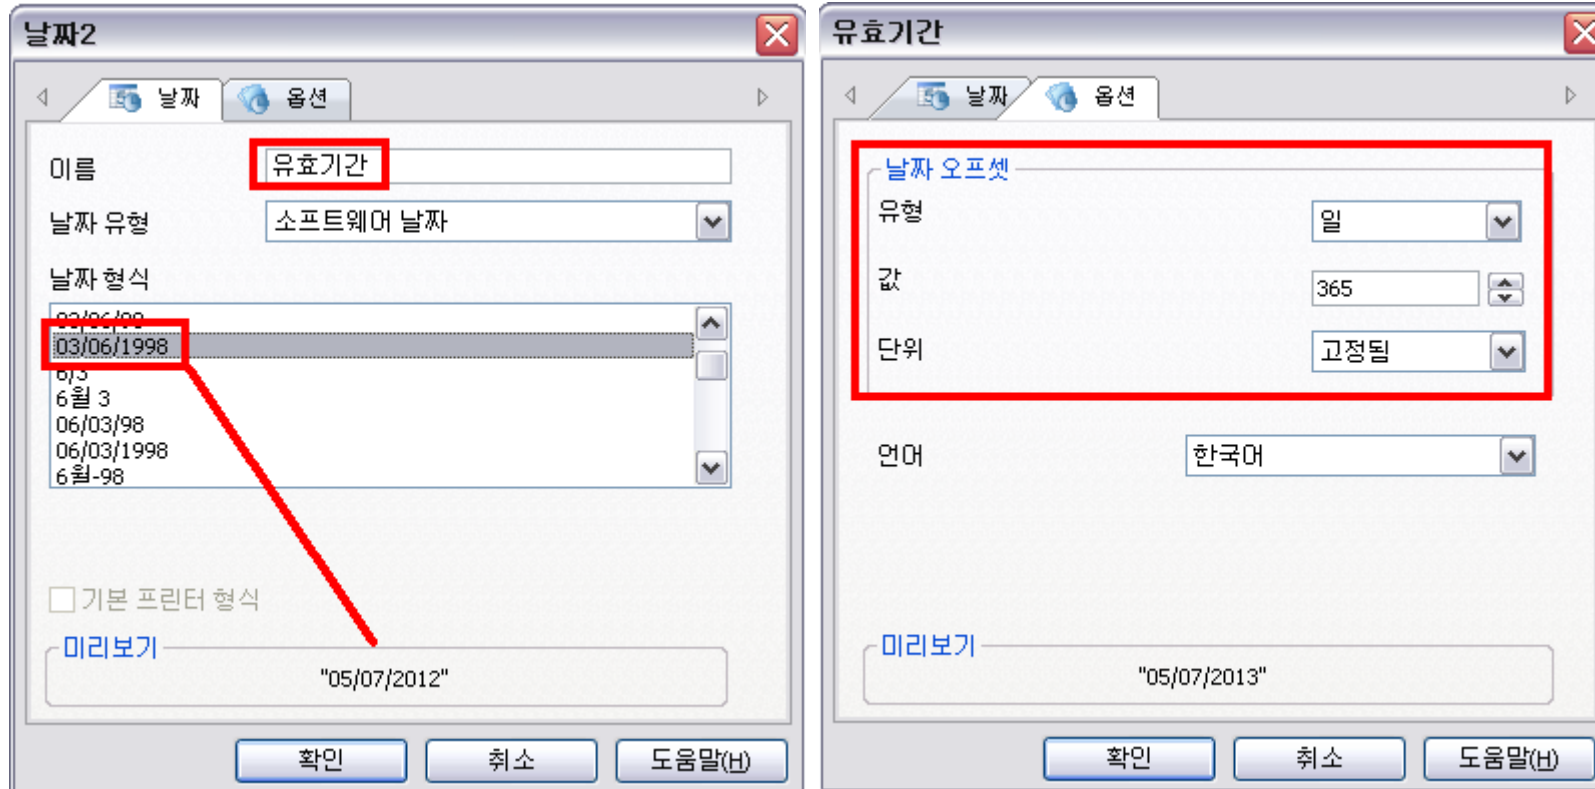 날짜2
날짜
옵션
이름
유효기간
날짜 유형
소프트웨어 날짜
날짜 형식
03/06/98
03/06/1998
6/3
6월 3
06/03/98
06/03/1998
6월-98
기본 프린터 형식
미리보기
"05/07/2012"
확인
취소
도움말(H)
유효기간
날짜
옵션
날짜 오프셋
유형
일
값
365
단위
고정됨
언어
한국어
미리보기
"05/07/2013"
확인
취소
도움말(H)